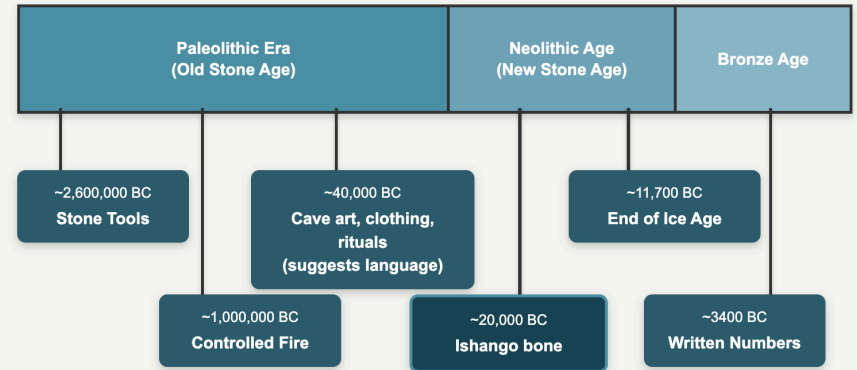 Paleolithic Era
(Old Stone Age)
Neolithic Age
(New Stone Age)
Bronze Age
~2,600,000 BC
Stone Tools
~40,000 BC
Cave art, clothing,
rituals
(suggests language)
~11,700 BC
End of Ice Age
~1,000,000 BC
Controlled Fire
~20,000 BC
Ishango bone
~3400 BC
Written Numbers